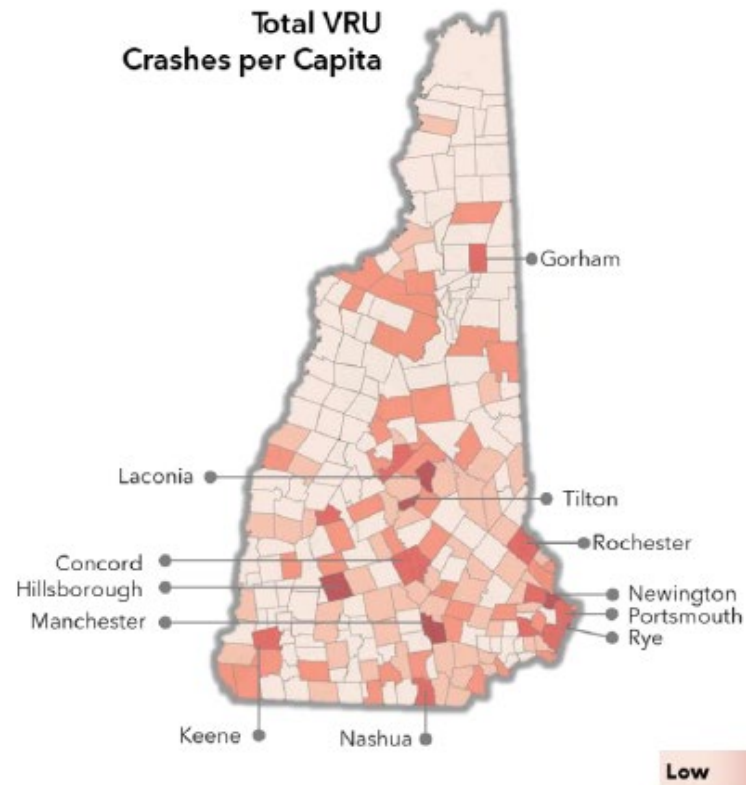 Total VRU
Crashes per Capita
Gorham
Laconia
Tilton
Rochester
Concord
Hillsborough
Newington
Manchester
Portsmouth
Rye
Keene
Nashua
Low